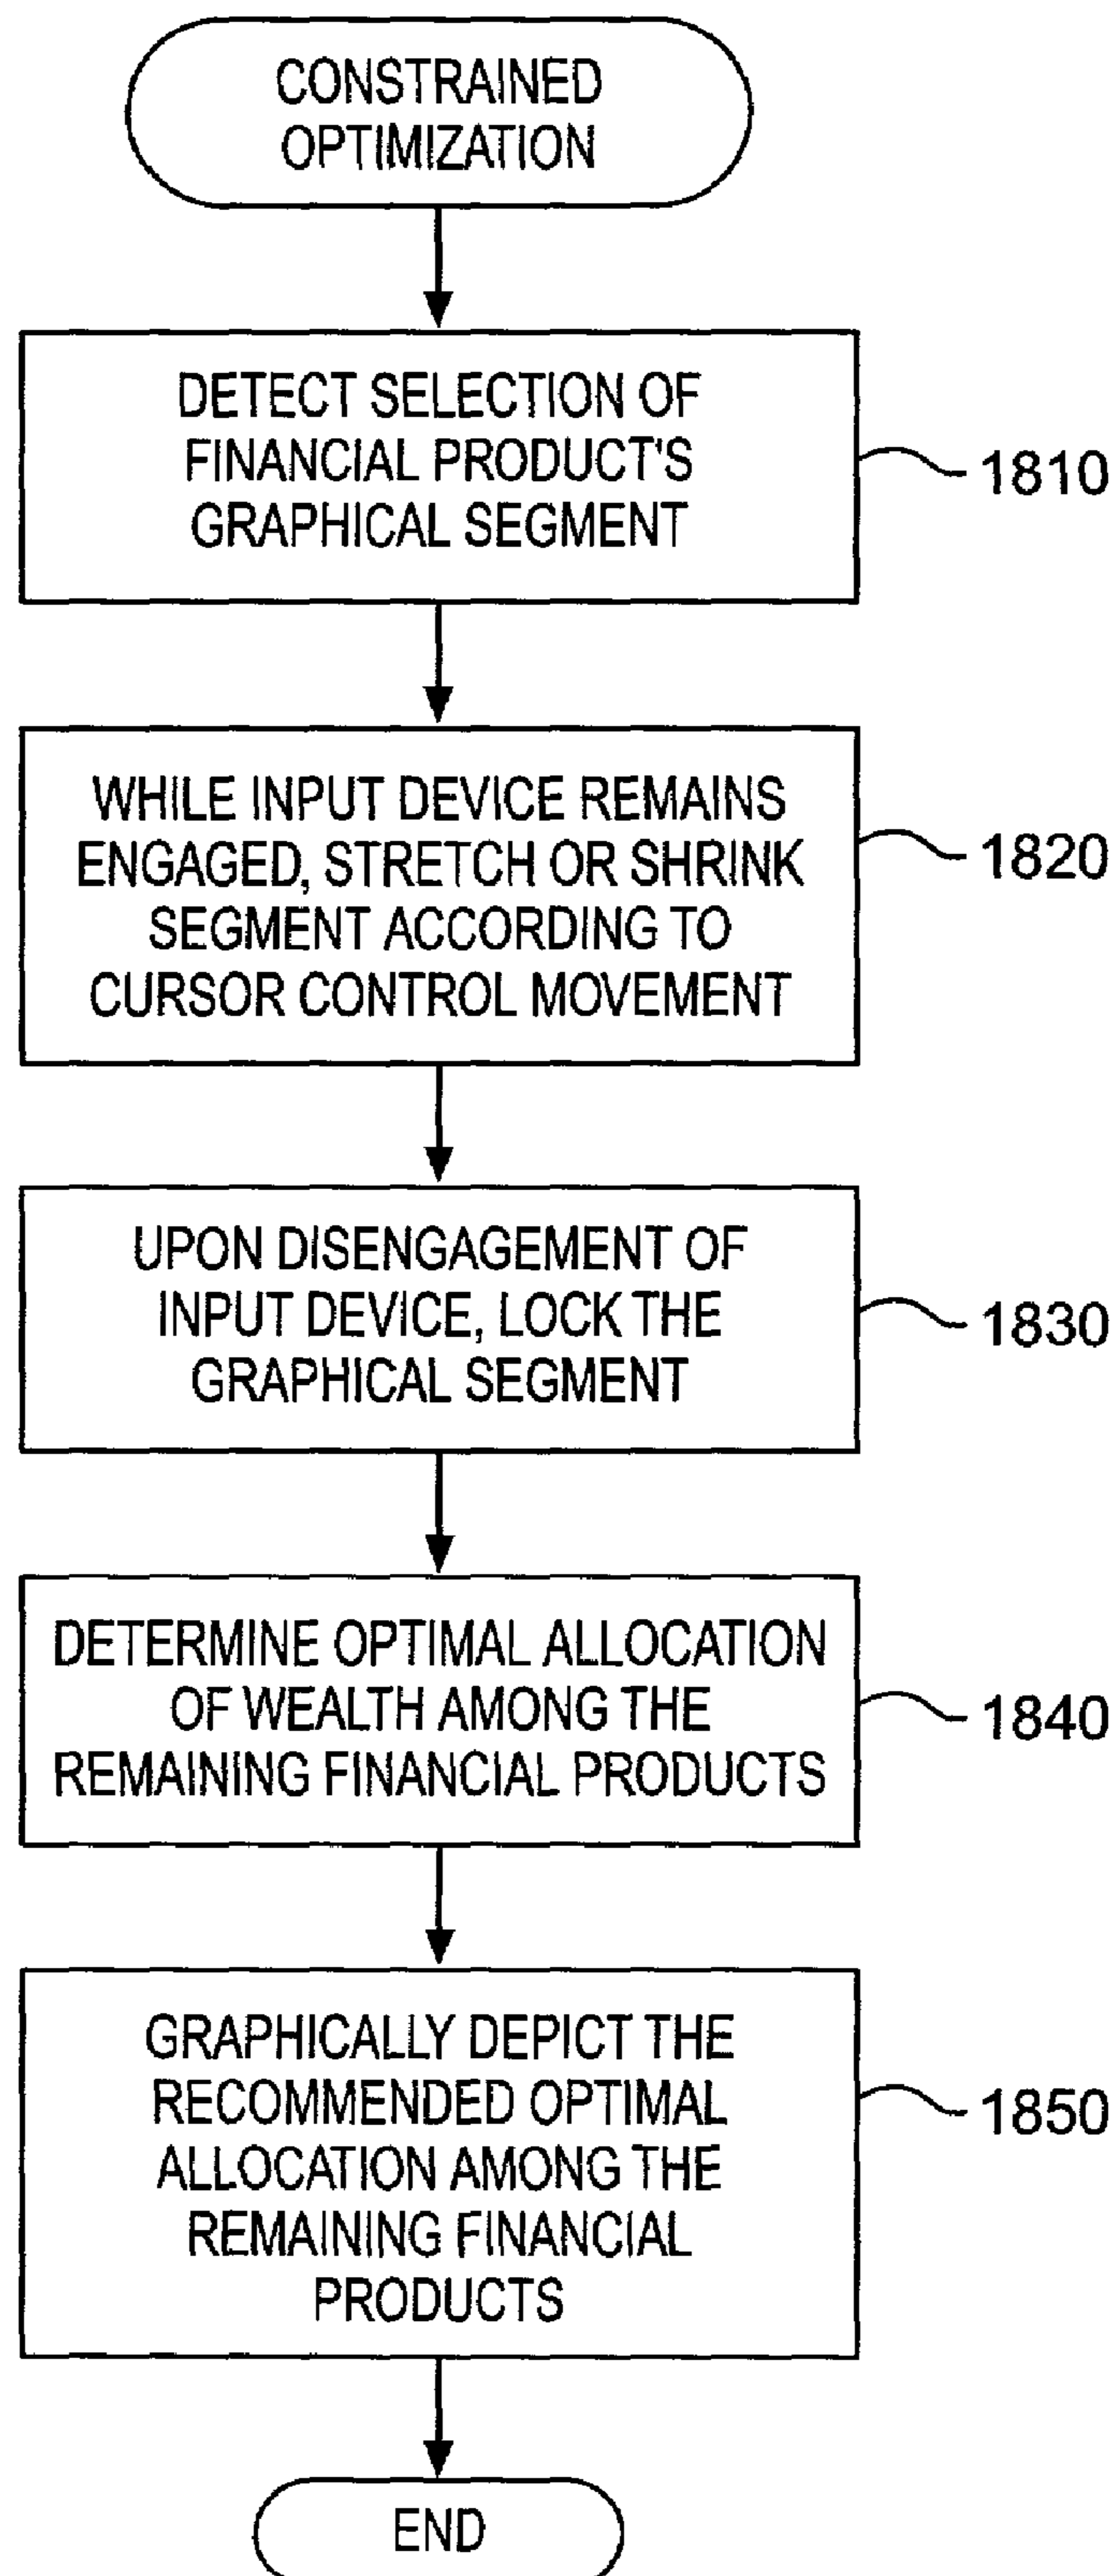 CONSTRAINED
OPTIMIZATION
DETECT SELECTION OF
FINANCIAL PRODUCT'S
GRAPHICAL SEGMENT
1810
WHILE INPUT DEVICE REMAINS
ENGAGED, STRETCH OR SHRINK
SEGMENT ACCORDING TO
CURSOR CONTROL MOVEMENT
1820
UPON DISENGAGEMENT OF
INPUT DEVICE, LOCK THE
GRAPHICAL SEGMENT
1830
DETERMINE OPTIMAL ALLOCATION
OF WEALTH AMONG THE
REMAINING FINANCIAL PRODUCTS
1840
GRAPHICALLY DEPICT THE
RECOMMENDED OPTIMAL
ALLOCATION AMONG THE
REMAINING FINANCIAL
PRODUCTS
1850
END